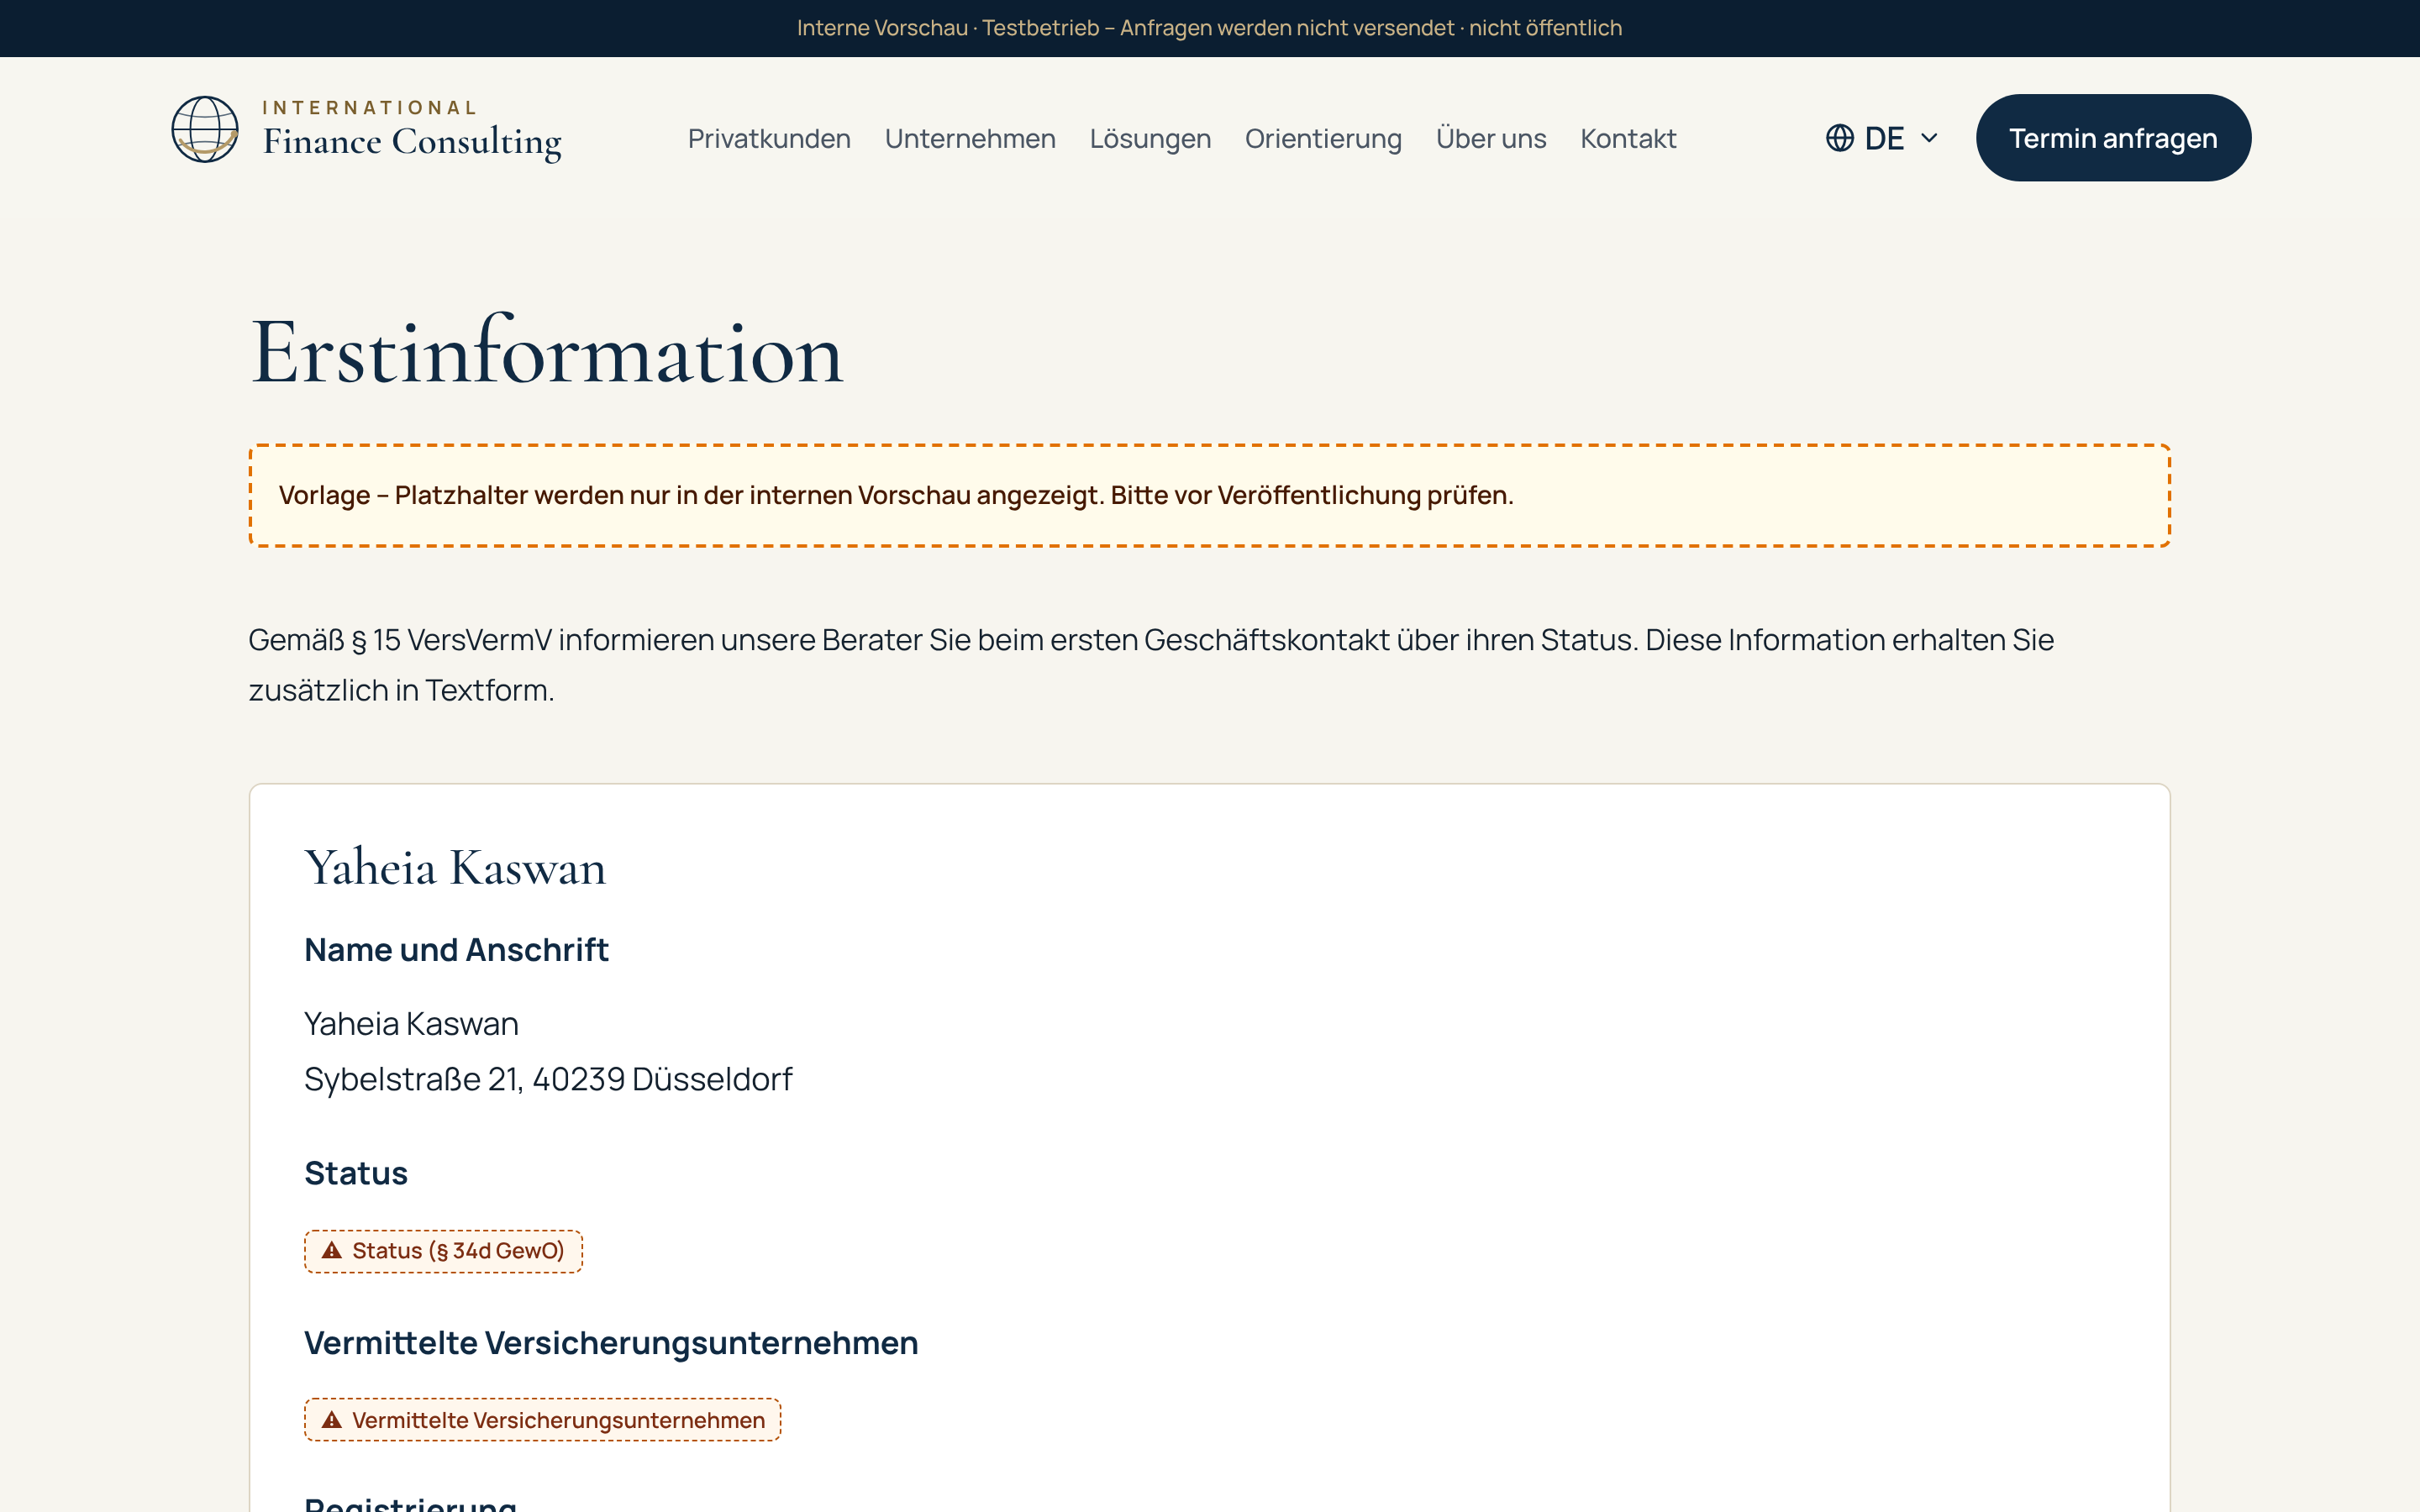 Interne Vorschau · Testbetrieb – Anfragen werden nicht versendet · nicht öffentlich
INTERNATIONAL
Finance Consulting
Privatkunden
Unternehmen
Lösungen
Orientierung
Über uns
Kontakt
DE
Termin anfragen
Erstinformation
Vorlage – Platzhalter werden nur in der internen Vorschau angezeigt. Bitte vor Veröffentlichung prüfen.
Gemäß § 15 VersVermV informieren unsere Berater Sie beim ersten Geschäftskontakt über ihren Status. Diese Information erhalten Sie
zusätzlich in Textform.
Yaheia Kaswan
Name und Anschrift
Yaheia Kaswan
Sybelstraße 21, 40239 Düsseldorf
Status
Status (§ 34d GewO)
Vermittelte Versicherungsunternehmen
Vermittelte Versicherungsunternehmen
Registrierung